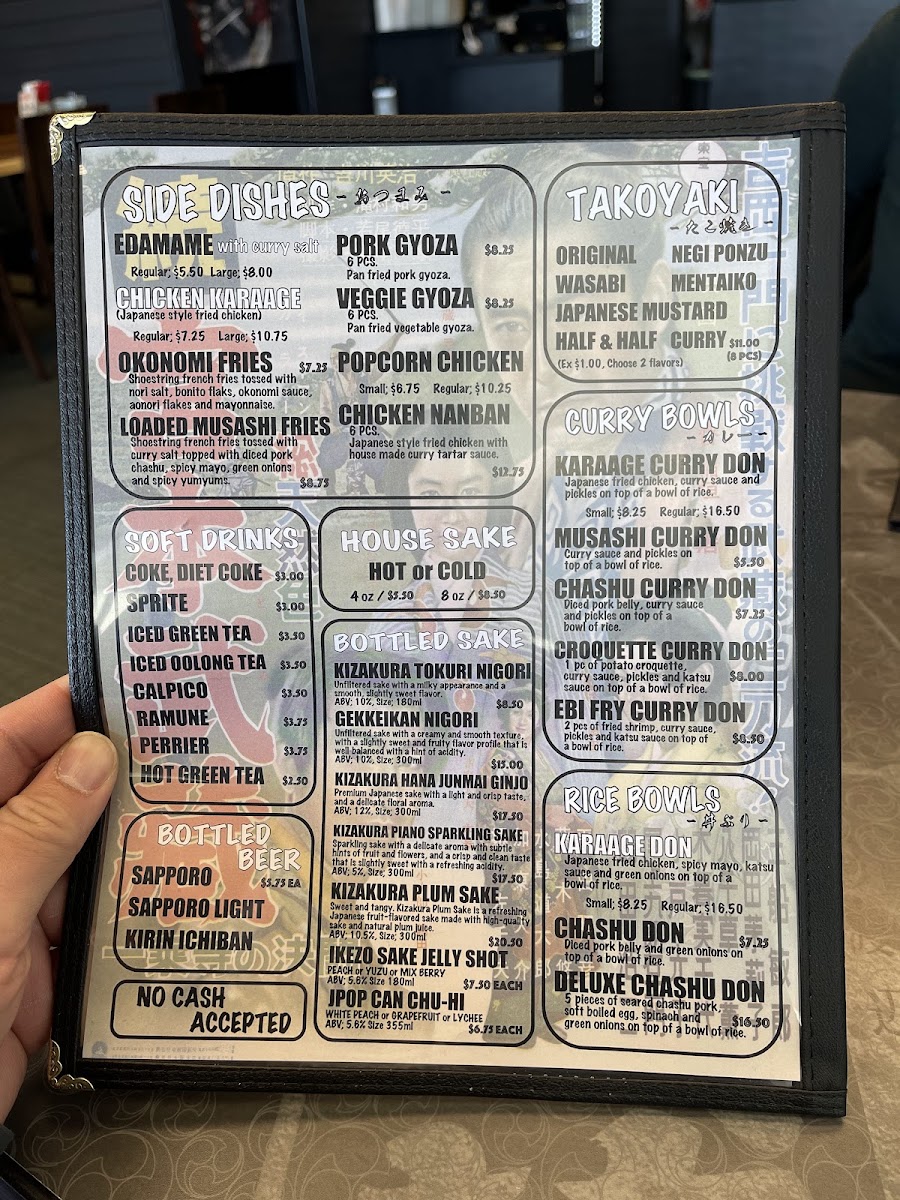 SIDE DISHES - おつまみ -
EDAMAME with curry salt
Regular; $5.50 Large; $8.00
CHICKEN KARAAGE
(Japanese style fried chicken)
Regular; $7.25 Large; $10.75
OKONOMI FRIES $7.25
Shoestring french fries tossed with
nori salt, bonito flaks, okonomi sauce,
aonori flakes and mayonnaise.
LOADED MUSASHI FRIES
Shoestring french fries tossed with
curry salt topped with diced pork
chashu, spicy mayo, green onions
and spicy yumyums. $8.75
PORK GYOZA $8.25
6 PCS.
Pan fried pork gyoza.
VEGGIE GYOZA $8.25
6 PCS.
Pan fried vegetable gyoza.
POPCORN CHICKEN
Small; $6.75 Regular; $10.25
CHICKEN NANBAN
6 PCS.
Japanese style fried chicken with
house made curry tartar sauce.
$12.75
TAKOYAKI
- たこ焼き -
ORIGINAL NEGI PONZU
WASABI MENTAIKO
JAPANESE MUSTARD
HALF & HALF CURRY $11.00
(Ex $1.00, Choose 2 flavors) (8 PCS)
CURRY BOWLS
- カレー -
KARAAGE CURRY DON
Japanese fried chicken, curry sauce and
pickles on top of a bowl of rice.
Small; $8.25 Regular; $16.50
MUSASHI CURRY DON
Curry sauce and pickles on
top of a bowl of rice. $5.50
CHASHU CURRY DON
Diced pork belly, curry sauce
and pickles on top of a $7.25
bowl of rice.
CROQUETTE CURRY DON
1 pc of potato croquette,
curry sauce, pickles and katsu $8.00
sauce on top of a bowl of rice.
EBI FRY CURRY DON
2 pcs of fried shrimp, curry sauce,
pickles and katsu sauce on top of $8.50
a bowl of rice.
SOFT DRINKS
COKE, DIET COKE $3.00
SPRITE $3.00
ICED GREEN TEA $3.50
ICED OOLONG TEA $3.50
CALPICO $3.50
RAMUNE $3.75
PERRIER $3.75
HOT GREEN TEA $2.50
HOUSE SAKE
HOT or COLD
4 oz / $5.50 8 oz / $8.50
BOTTLED SAKE
KIZAKURA TOKURI NIGORI
Unfiltered sake with a milky appearance and a
smooth, slightly sweet flavor.
ABV; 10%, Size; 180ml $8.50
GEKKEIKAN NIGORI
Unfiltered sake with a creamy and smooth texture,
with a slightly sweet and fruity flavor profile that is
well balanced with a hint of acidity.
ABV; 10%, Size; 300ml $15.00
KIZAKURA HANA JUNMAI GINJO
Premium Japanese sake with a light and crisp taste,
and a delicate floral aroma.
ABV; 12%, Size; 300ml $17.50
KIZAKURA PIANO SPARKLING SAKE
Sparkling sake with a delicate aroma with subtle
hints of fruit and flowers, and a crisp and clean taste
that is slightly sweet with a refreshing acidity.
ABV; 5%, Size; 300ml $17.50
KIZAKURA PLUM SAKE
Sweet and tangy, Kizakura Plum Sake is a refreshing
Japanese fruit-flavored sake made with high-quality
sake and natural plum juice.
ABV; 10.5%, Size; 300ml $20.50
IKEZO SAKE JELLY SHOT
PEACH or YUZU or MIX BERRY
ABV; 5.6% Size 180ml $7.50 EACH
JPOP CAN CHU-HI
WHITE PEACH or GRAPEFRUIT or LYCHEE
ABV; 5.6% Size 355ml $6.75 EACH
BOTTLED
BEER
SAPPORO $5.75 EA
SAPPORO LIGHT
KIRIN ICHIBAN
NO CASH
ACCEPTED
RICE BOWLS
- 丼ぶり -
KARAAGE DON
Japanese fried chicken, spicy mayo, katsu
sauce and green onions on top of a
bowl of rice.
Small; $8.25 Regular; $16.50
CHASHU DON
Diced pork belly and green onions on $7.25
top of a bowl of rice.
DELUXE CHASHU DON
5 pieces of seared chashu pork,
soft boiled egg, spinach and $16.50
green onions on top of a bowl of rice.